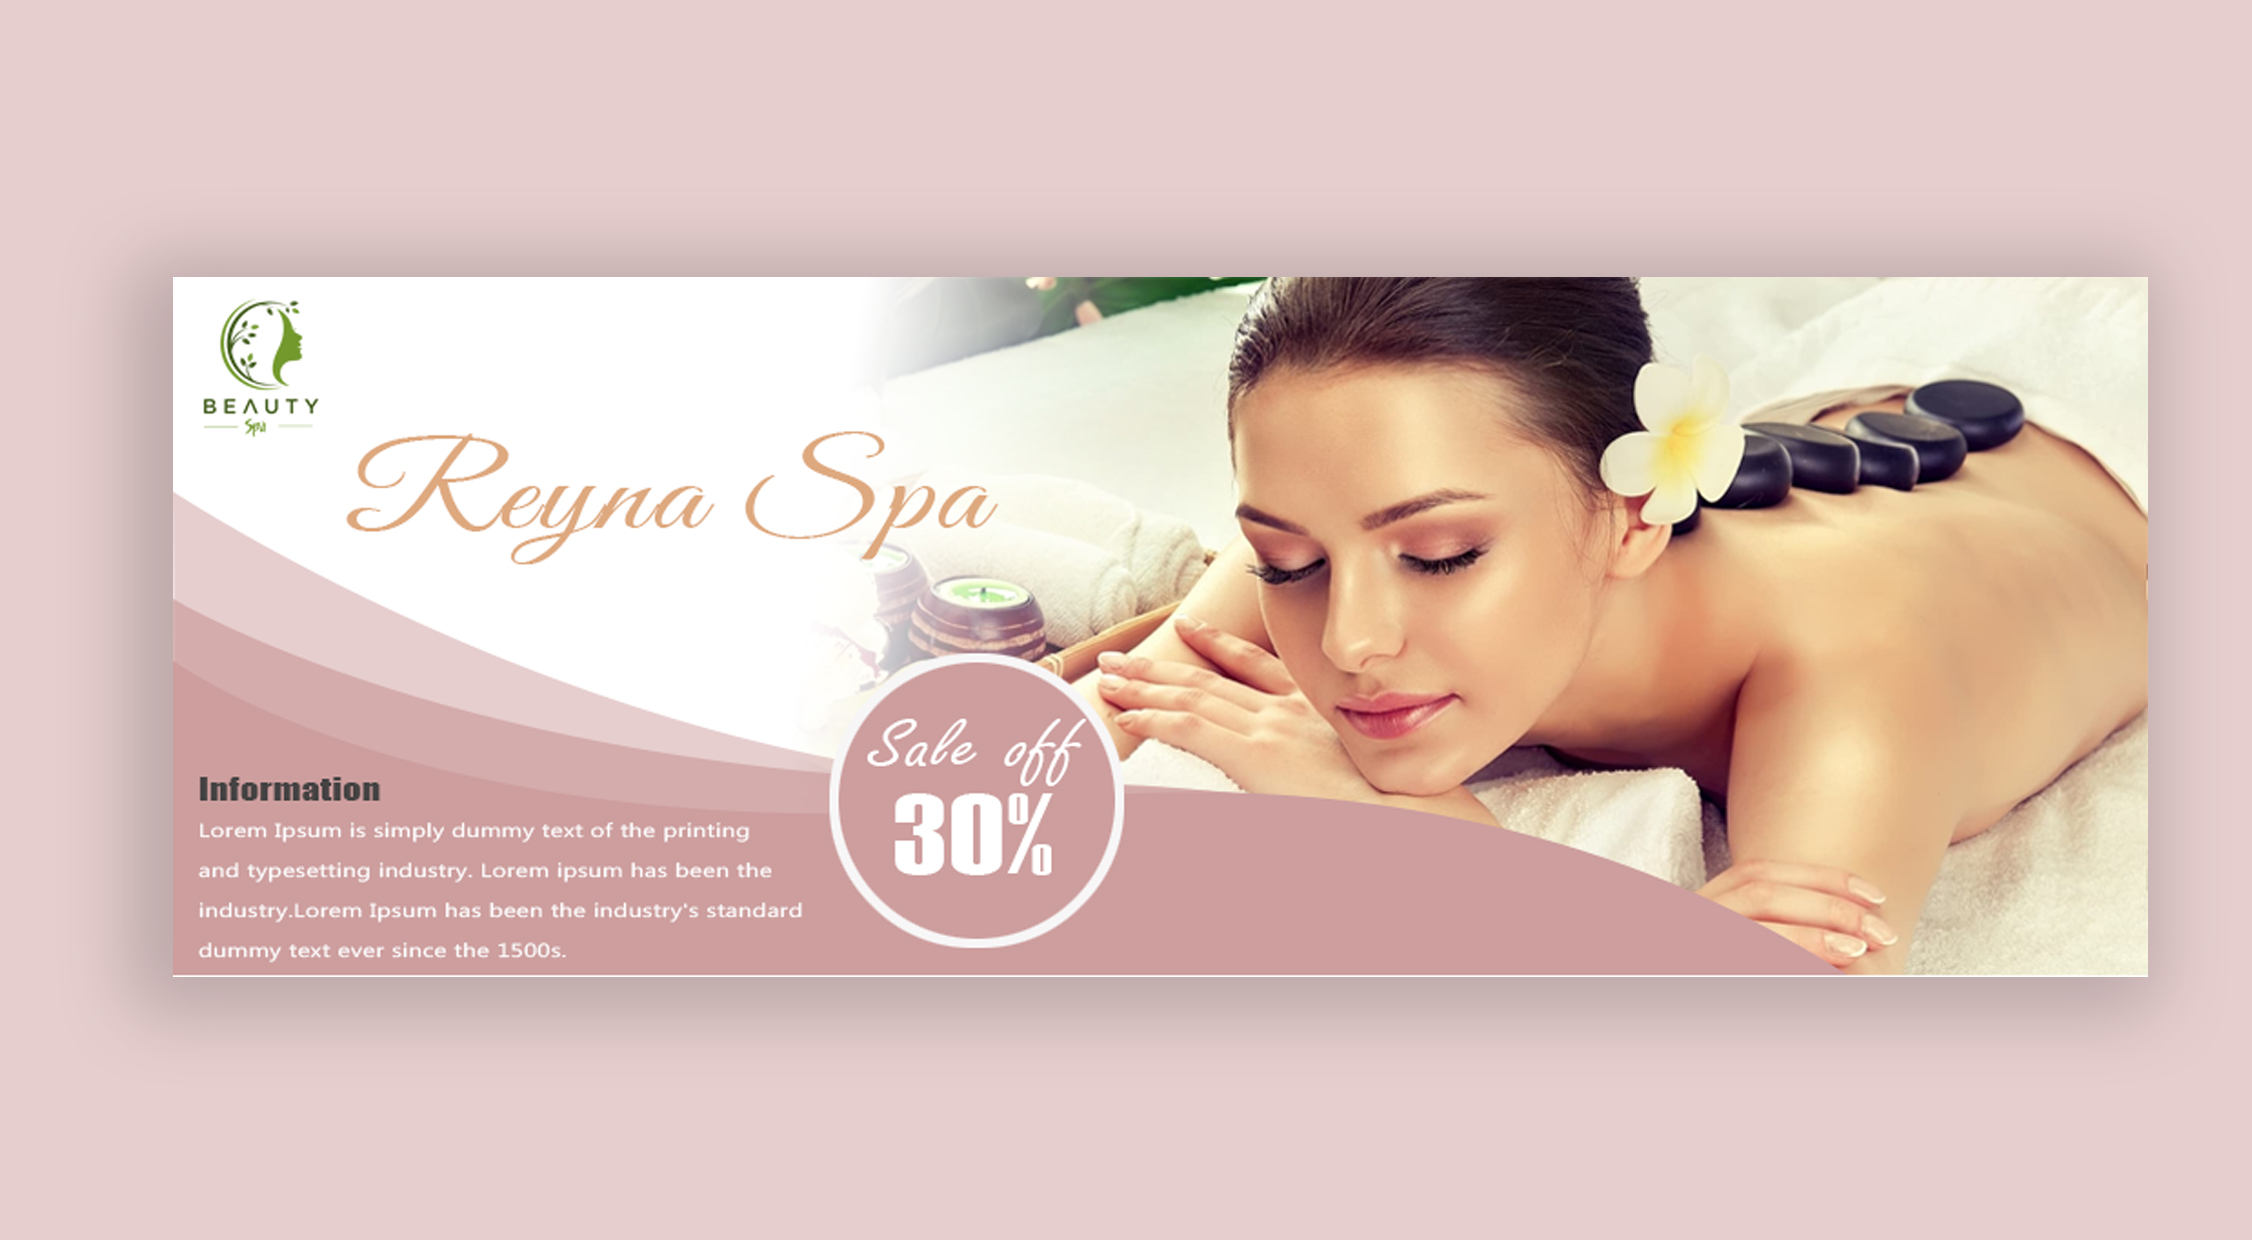 BEAUTY
Spa
Reyna Spa
Sale off
30%
Information
Lorem Ipsum is simply dummy text of the printing
and typesetting industry. Lorem ipsum has been the
industry.Lorem Ipsum has been the industry's standard
dummy text ever since the 1500s.